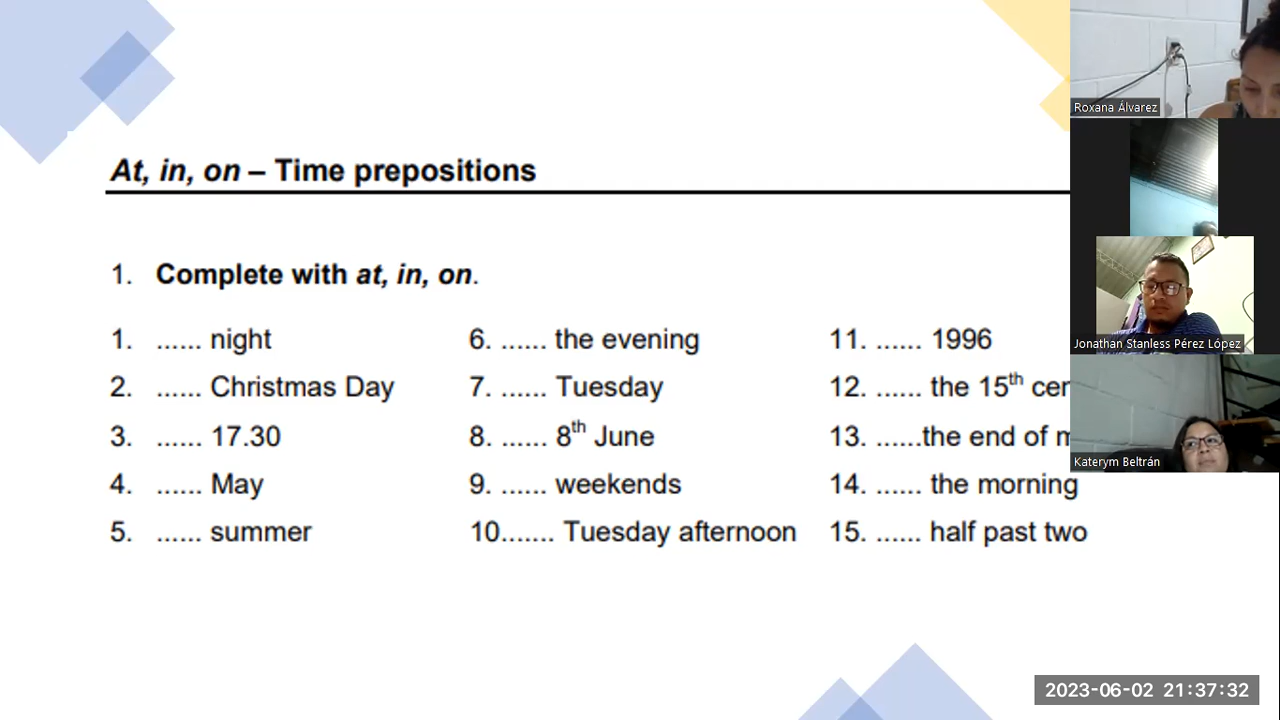 At, in, on – Time prepositions
1. Complete with at, in, on.
1. ...... night
2. ...... Christmas Day
3. ...... 17.30
4. ...... May
5. ...... summer
6. ...... the evening
7. ...... Tuesday
8. ...... 8th June
9. ...... weekends
10....... Tuesday afternoon
11. ...... 1996
12. ...... the 15th
13. ......the end of
14. ...... the morning
15. ...... half past two
Roxana Álvarez
Jonathan Stanless Pérez López
Katerym Beltrán
2023-06-02 21:37:32